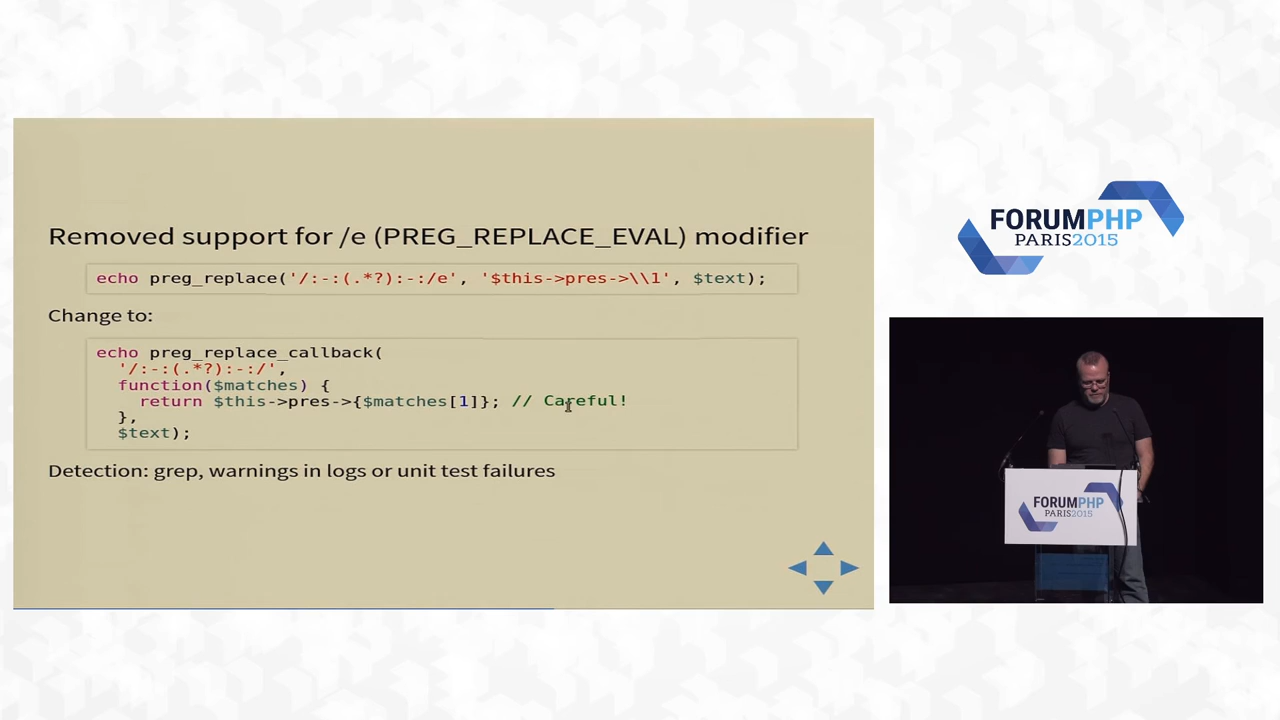 Removed support for /e (PREG_REPLACE_EVAL) modifier
echo preg_replace('/:-:(.*?):-:/e', '$this->pres->\\1', $text);
Change to:
echo preg_replace_callback(
'/:-:(.*?):-:/',
function($matches) {
return $this->pres->{$matches[1]}; // Careful!
},
$text);
Detection: grep, warnings in logs or unit test failures
FORUMPHP
PARIS2015
FORUMPHP
PARIS2015